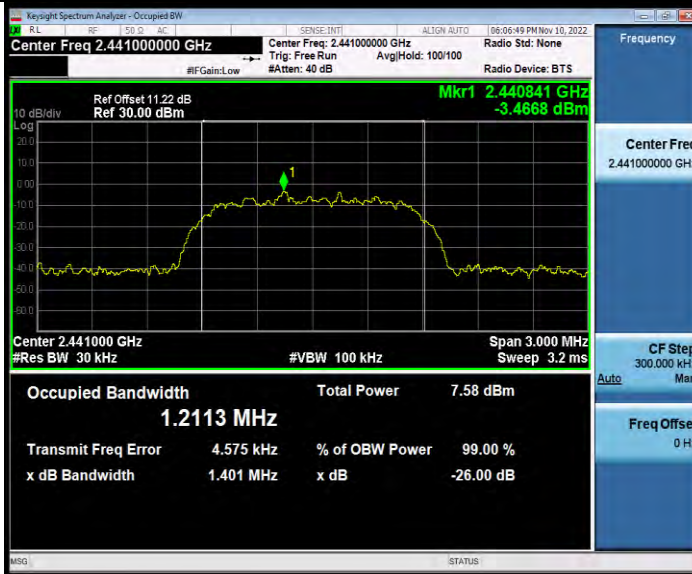 Keysight Spectrum Analyzer - Occupied BW
RL RF 50 Ω AC SENSE:INT ALIGN AUTO 06:06:49 PM Nov 10, 2022
Center Freq 2.441000000 GHz
Center Freq: 2.441000000 GHz Radio Std: None
Trig: Free Run Avg|Hold: 100/100
#IFGain:Low #Atten: 40 dB Radio Device: BTS
Frequency
Ref Offset 11.22 dB
10 dB/div Ref 30.00 dBm
Mkr1 2.440841 GHz
-3.4668 dBm
Log
20.0
10.0
0.00
-10.0
-20.0
-30.0
-40.0
-50.0
-60.0
1
Center 2.441000 GHz Span 3.000 MHz
#Res BW 30 kHz #VBW 100 kHz Sweep 3.2 ms
Center Freq
2.441000000 GHz
CF Step
300.000 kHz
Auto Man
Freq Offset
0 Hz
Occupied Bandwidth Total Power 7.58 dBm
1.2113 MHz
Transmit Freq Error 4.575 kHz % of OBW Power 99.00 %
x dB Bandwidth 1.401 MHz x dB -26.00 dB
MSG STATUS